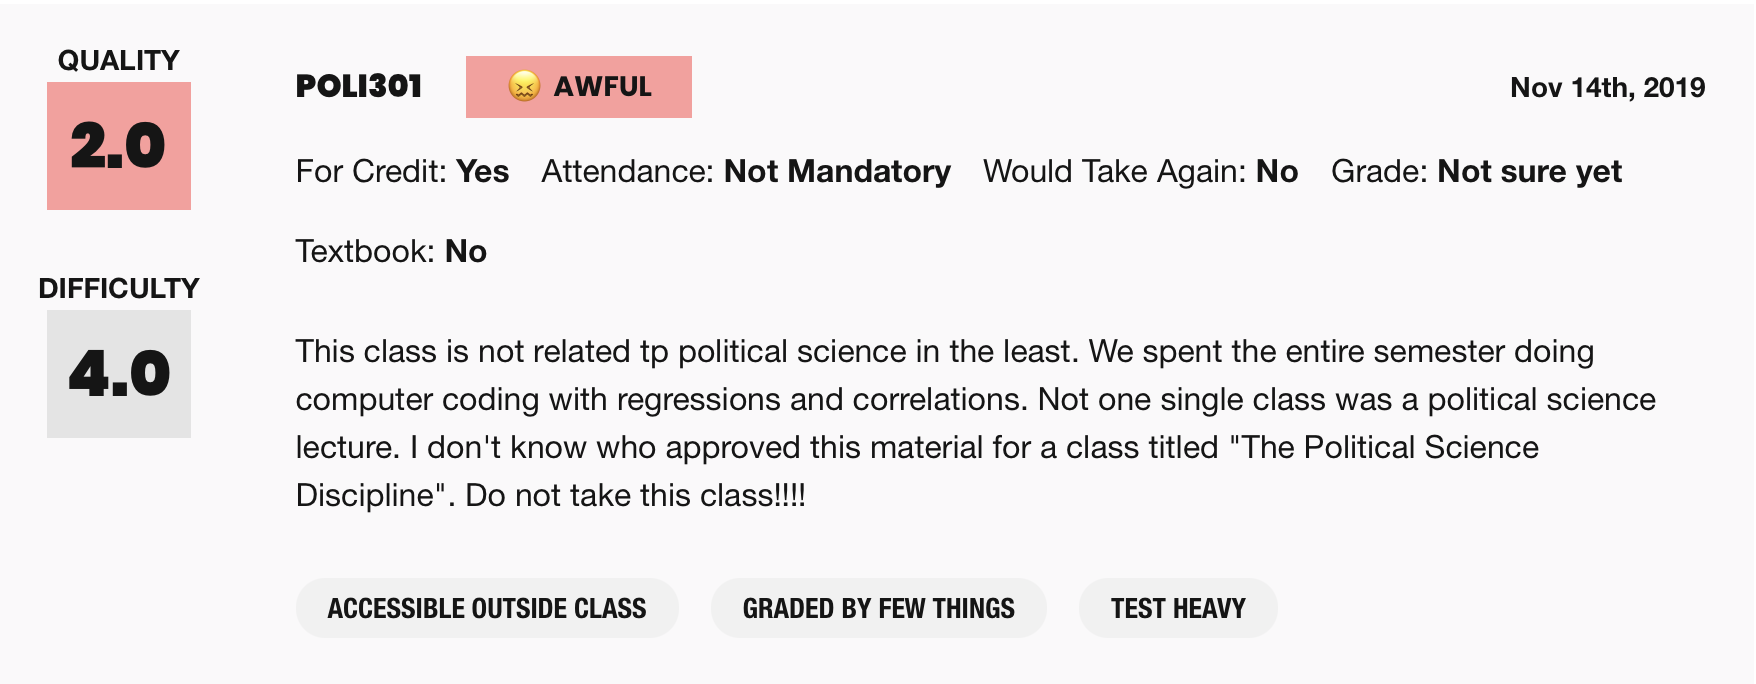 QUALITY
2.0
DIFFICULTY
4.0
POLI301
AWFUL
Nov 14th, 2019
For Credit: Yes Attendance: Not Mandatory Would Take Again: No Grade: Not sure yet
Textbook: No
This class is not related tp political science in the least. We spent the entire semester doing
computer coding with regressions and correlations. Not one single class was a political science
lecture. I don't know who approved this material for a class titled "The Political Science
Discipline". Do not take this class!!!!
ACCESSIBLE OUTSIDE CLASS
GRADED BY FEW THINGS
TEST HEAVY